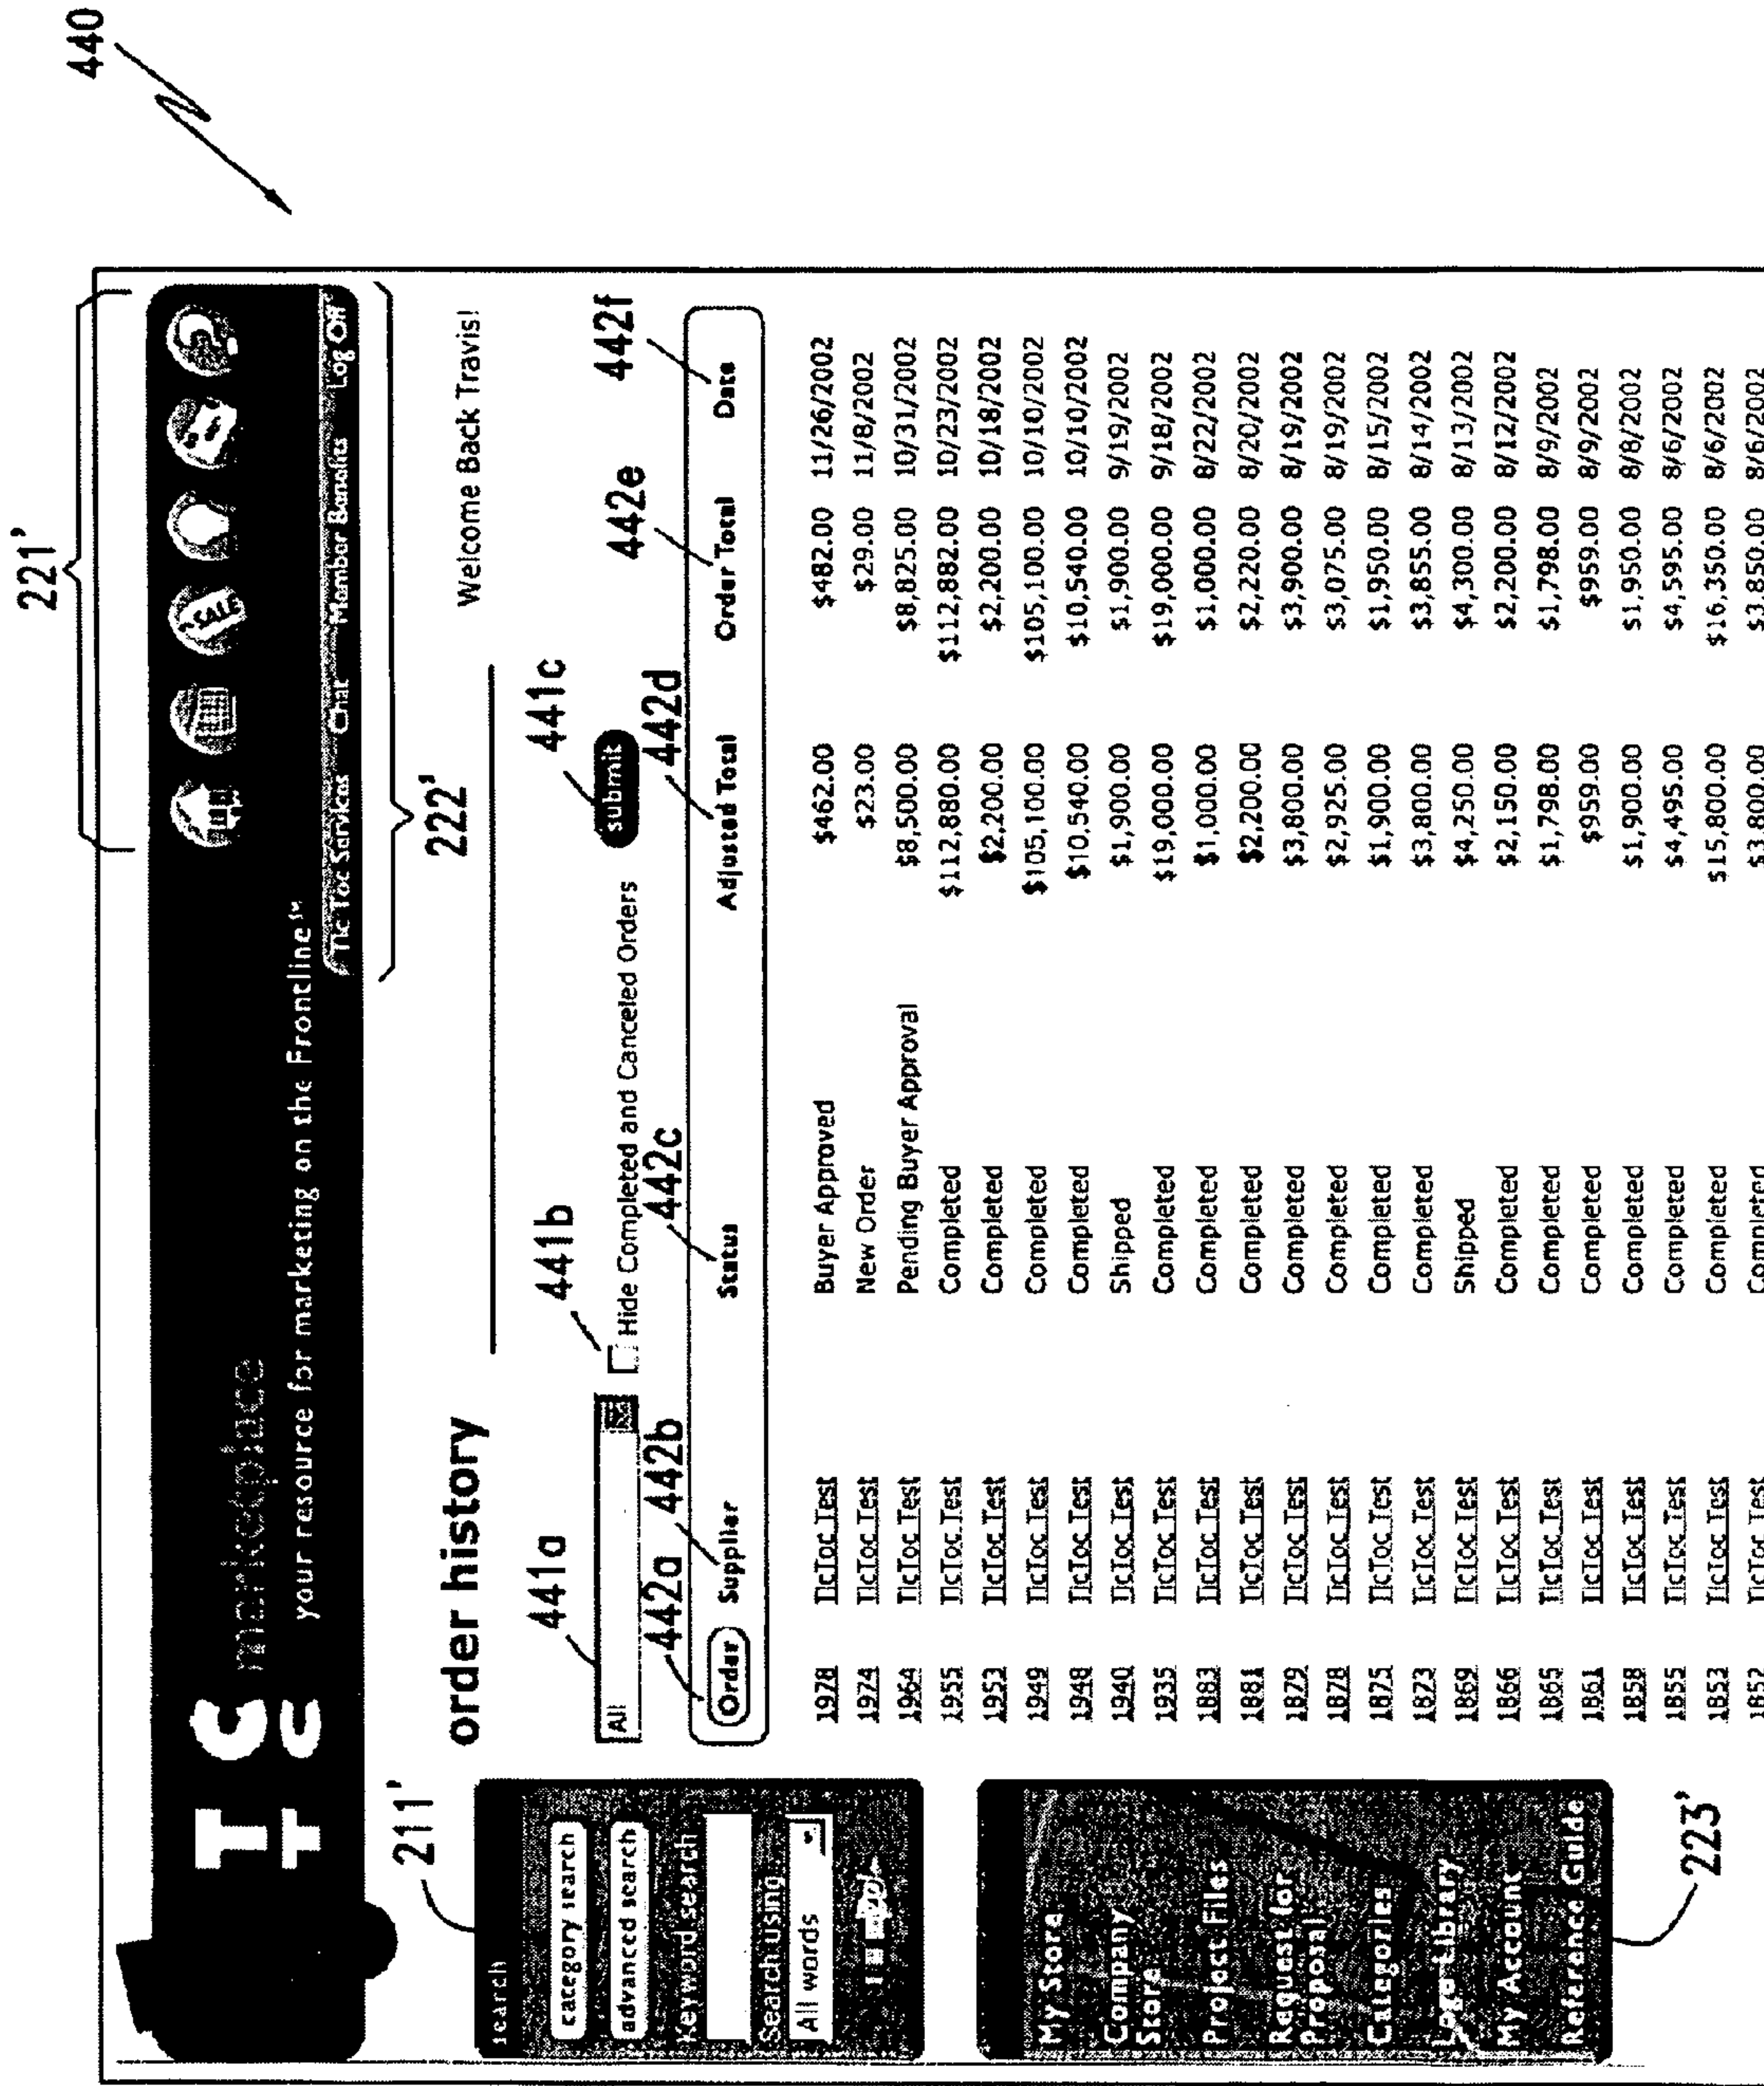 440
221'
TIC
TOC
marketplace
your resource for marketing on the Frontline℠
SALE
Tic Toc Services Chat Member Benefits Log Off
222'
211'
search
category search
advanced search
Keyword search
Search using...
All words
My Store
Company Store
Project Files
Request for Proposal
Categories
Logo Library
My Account
Reference Guide
223'
order history
Welcome Back Travis!
441a
441b
441c
All
Hide Completed and Canceled Orders
submit
442a 442b 442c 442d 442e 442f
Order Supplier Status Adjusted Total Order Total Date
1978 TicToc Test Buyer Approved $462.00 $482.00 11/26/2002
1974 TicToc Test New Order $23.00 $29.00 11/8/2002
1964 TicToc Test Pending Buyer Approval $8,500.00 $8,825.00 10/31/2002
1955 TicToc Test Completed $112,880.00 $112,882.00 10/23/2002
1953 TicToc Test Completed $2,200.00 $2,200.00 10/18/2002
1949 TicToc Test Completed $105,100.00 $105,100.00 10/10/2002
1948 TicToc Test Completed $10,540.00 $10,540.00 10/10/2002
1940 TicToc Test Shipped $1,900.00 $1,900.00 9/19/2002
1935 TicToc Test Completed $19,000.00 $19,000.00 9/18/2002
1883 TicToc Test Completed $1,000.00 $1,000.00 8/22/2002
1881 TicToc Test Completed $2,200.00 $2,220.00 8/20/2002
1879 TicToc Test Completed $3,800.00 $3,900.00 8/19/2002
1878 TicToc Test Completed $2,925.00 $3,075.00 8/19/2002
1875 TicToc Test Completed $1,900.00 $1,950.00 8/15/2002
1873 TicToc Test Completed $3,800.00 $3,855.00 8/14/2002
1869 TicToc Test Shipped $4,250.00 $4,300.00 8/13/2002
1866 TicToc Test Completed $2,150.00 $2,200.00 8/12/2002
1865 TicToc Test Completed $1,798.00 $1,798.00 8/9/2002
1861 TicToc Test Completed $959.00 $959.00 8/9/2002
1858 TicToc Test Completed $1,900.00 $1,950.00 8/8/2002
1855 TicToc Test Completed $4,495.00 $4,595.00 8/6/2002
1853 TicToc Test Completed $15,800.00 $16,350.00 8/6/2002
1852 TicToc Test Completed $3,800.00 $3,850.00 8/6/2002